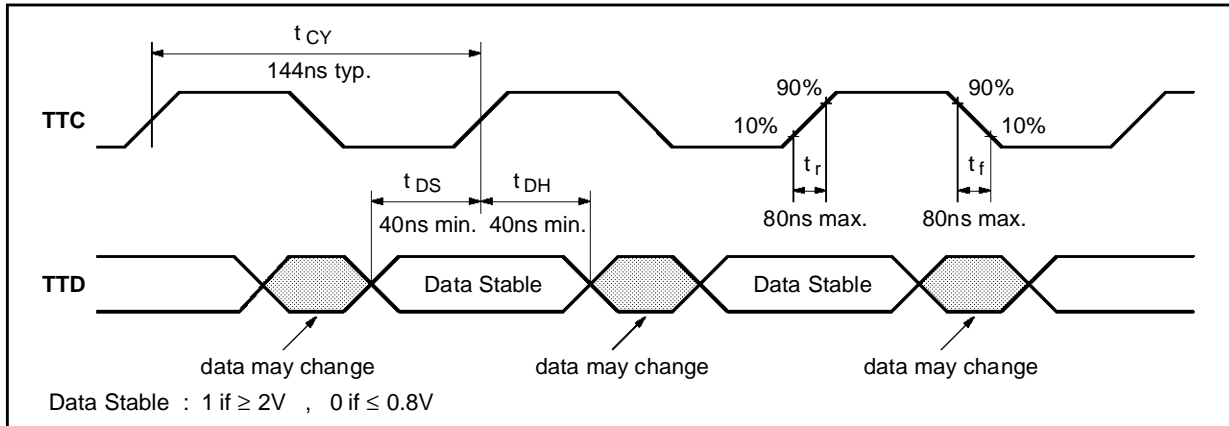 t CY
144ns typ.
TTC
90%
90%
10%
10%
t r
t f
80ns max.
80ns max.
t DS
t DH
40ns min.
40ns min.
TTD
Data Stable
Data Stable
data may change
data may change
data may change
Data Stable : 1 if ≥ 2V , 0 if ≤ 0.8V